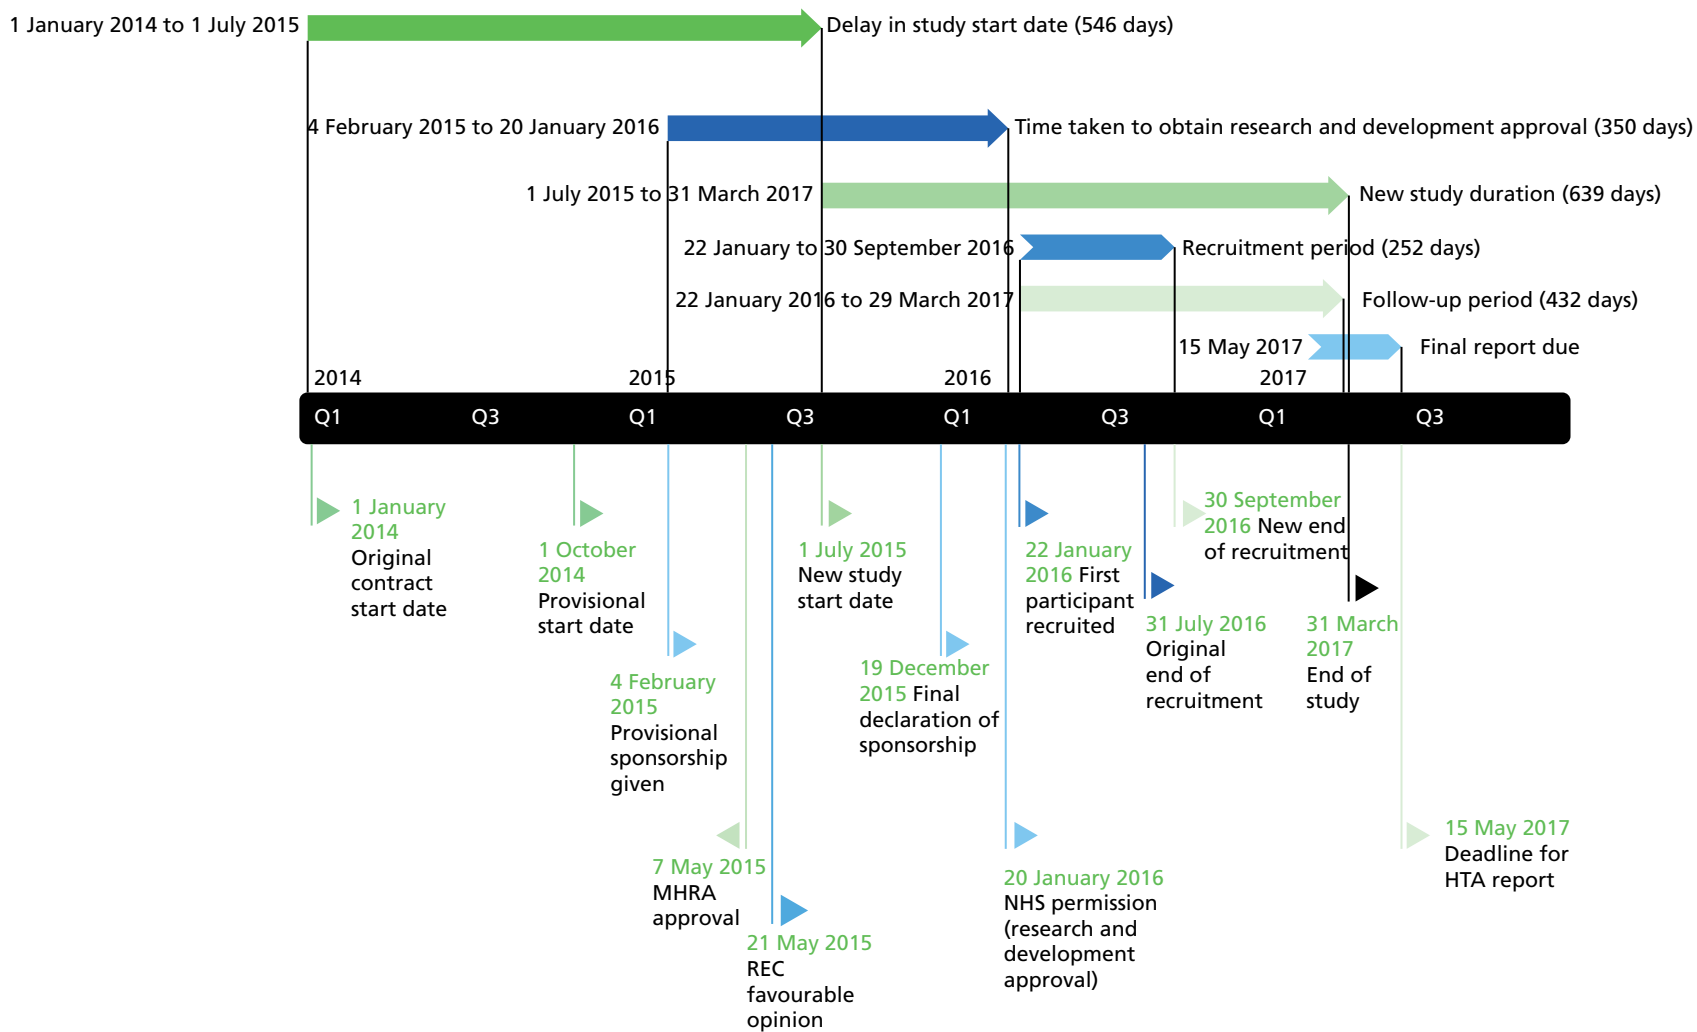 1 January 2014 to 1 July 2015
Delay in study start date (546 days)
4 February 2015 to 20 January 2016
Time taken to obtain research and development approval (350 days)
1 July 2015 to 31 March 2017
New study duration (639 days)
22 January to 30 September 2016
Recruitment period (252 days)
22 January 2016 to 29 March 2017
Follow-up period (432 days)
15 May 2017
Final report due
2014
2015
2016
2017
Q1
Q3
Q1
Q3
Q1
Q3
Q1
Q3
1 January
2014
Original
contract
start date
1 October
2014
Provisional
start date
4 February
2015
Provisional
sponsorship
given
7 May 2015
MHRA
approval
21 May 2015
REC
favourable
opinion
1 July 2015
New study
start date
19 December
2015 Final
declaration of
sponsorship
20 January 2016
NHS permission
(research and
development
approval)
22 January
2016 First
participant
recruited
31 July 2016
Original
end of
recruitment
30 September
2016 New end
of recruitment
31 March
2017
End of
study
15 May 2017
Deadline for
HTA report